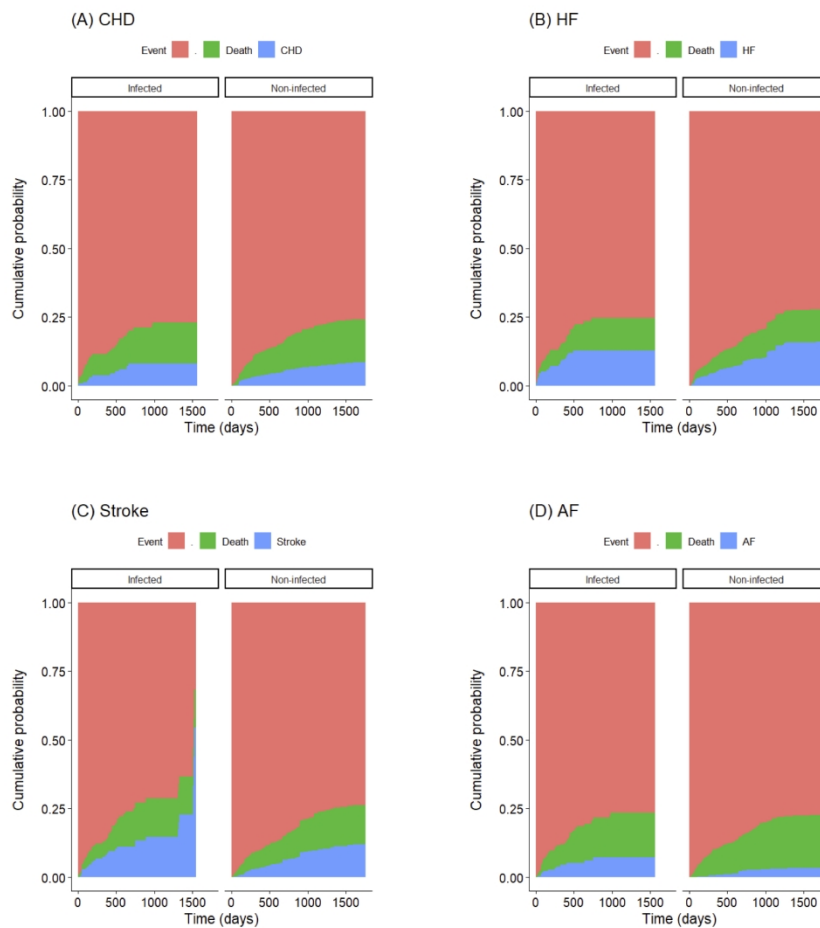 (A) CHD
Event . Death CHD
Infected Non-infected
1.00
0.75
0.50
0.25
0.00
Cumulative probability
0 500 1000 1500 0 500 1000 1500
Time (days)
(B) HF
Event . Death HF
Infected Non-infected
1.00
0.75
0.50
0.25
0.00
Cumulative probability
0 500 1000 1500 0 500 1000 1500
Time (days)
(C) Stroke
Event . Death Stroke
Infected Non-infected
1.00
0.75
0.50
0.25
0.00
Cumulative probability
0 500 1000 1500 0 500 1000 1500
Time (days)
(D) AF
Event . Death AF
Infected Non-infected
1.00
0.75
0.50
0.25
0.00
Cumulative probability
0 500 1000 1500 0 500 1000 1500
Time (days)